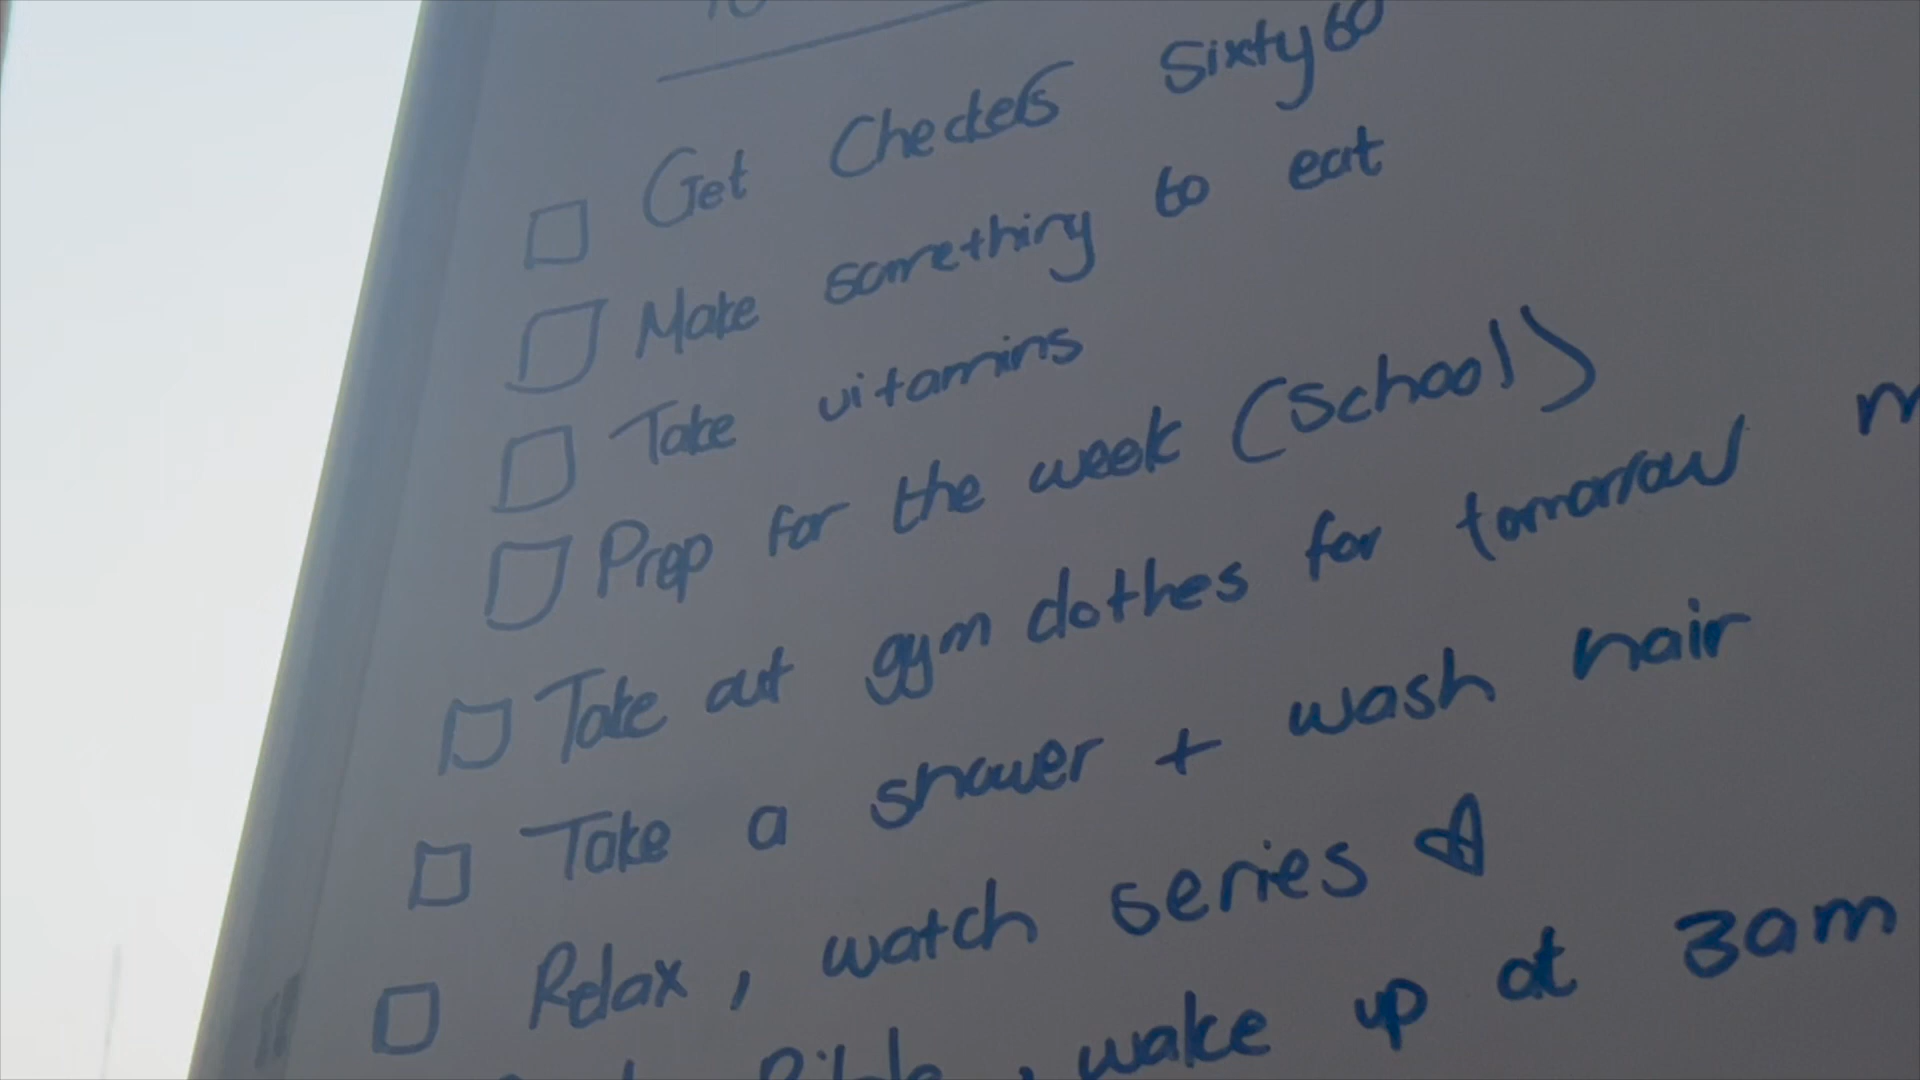 Get Checkers Sixty60
Make something to eat
Take vitamins
Prep for the week (School)
Take out gym clothes for tomorrow
Take a shower + wash hair
Relax, watch series
Bible, wake up at 3am